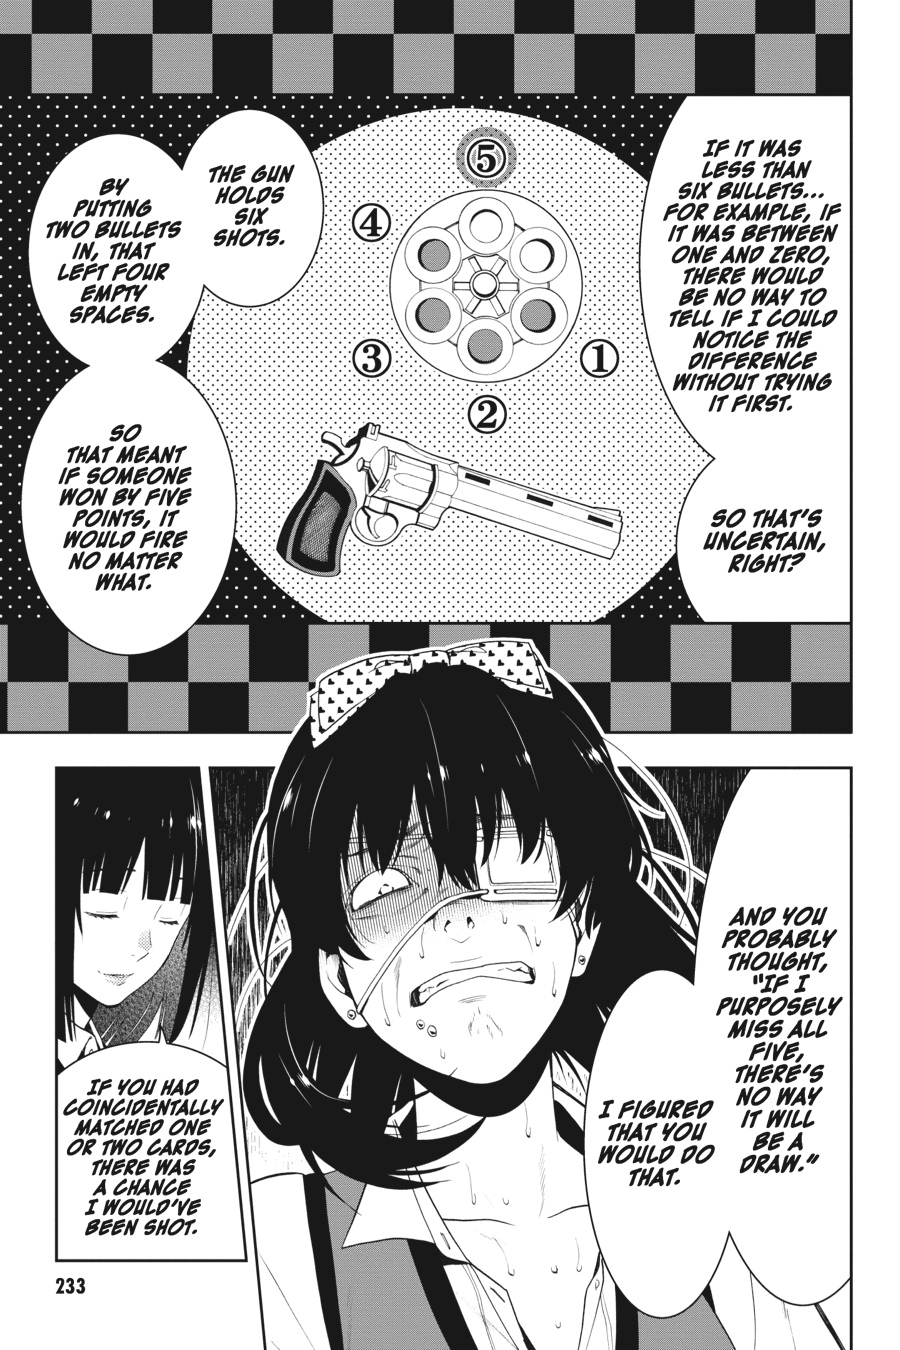 IF IT WAS
LESS THAN
SIX BULLETS...
FOR EXAMPLE, IF
IT WAS BETWEEN
ONE AND ZERO,
THERE WOULD
BE NO WAY TO
TELL IF I COULD
NOTICE THE
DIFFERENCE
WITHOUT TRYING
IT FIRST.
SO THAT'S
UNCERTAIN,
RIGHT?
⑤
④
③
①
②
THE GUN
HOLDS
SIX
SHOTS.
BY
PUTTING
TWO BULLETS
IN, THAT
LEFT FOUR
EMPTY
SPACES.
SO
THAT MEANT
IF SOMEONE
WON BY FIVE
POINTS, IT
WOULD FIRE
NO MATTER
WHAT.
AND YOU
PROBABLY
THOUGHT,
"IF I
PURPOSELY
MISS ALL
FIVE,
THERE'S
NO WAY
IT WILL
BE A
DRAW."
I FIGURED
THAT YOU
WOULD DO
THAT.
IF YOU HAD
COINCIDENTALLY
MATCHED ONE
OR TWO CARDS,
THERE WAS
A CHANCE
I WOULD'VE
BEEN SHOT.
233